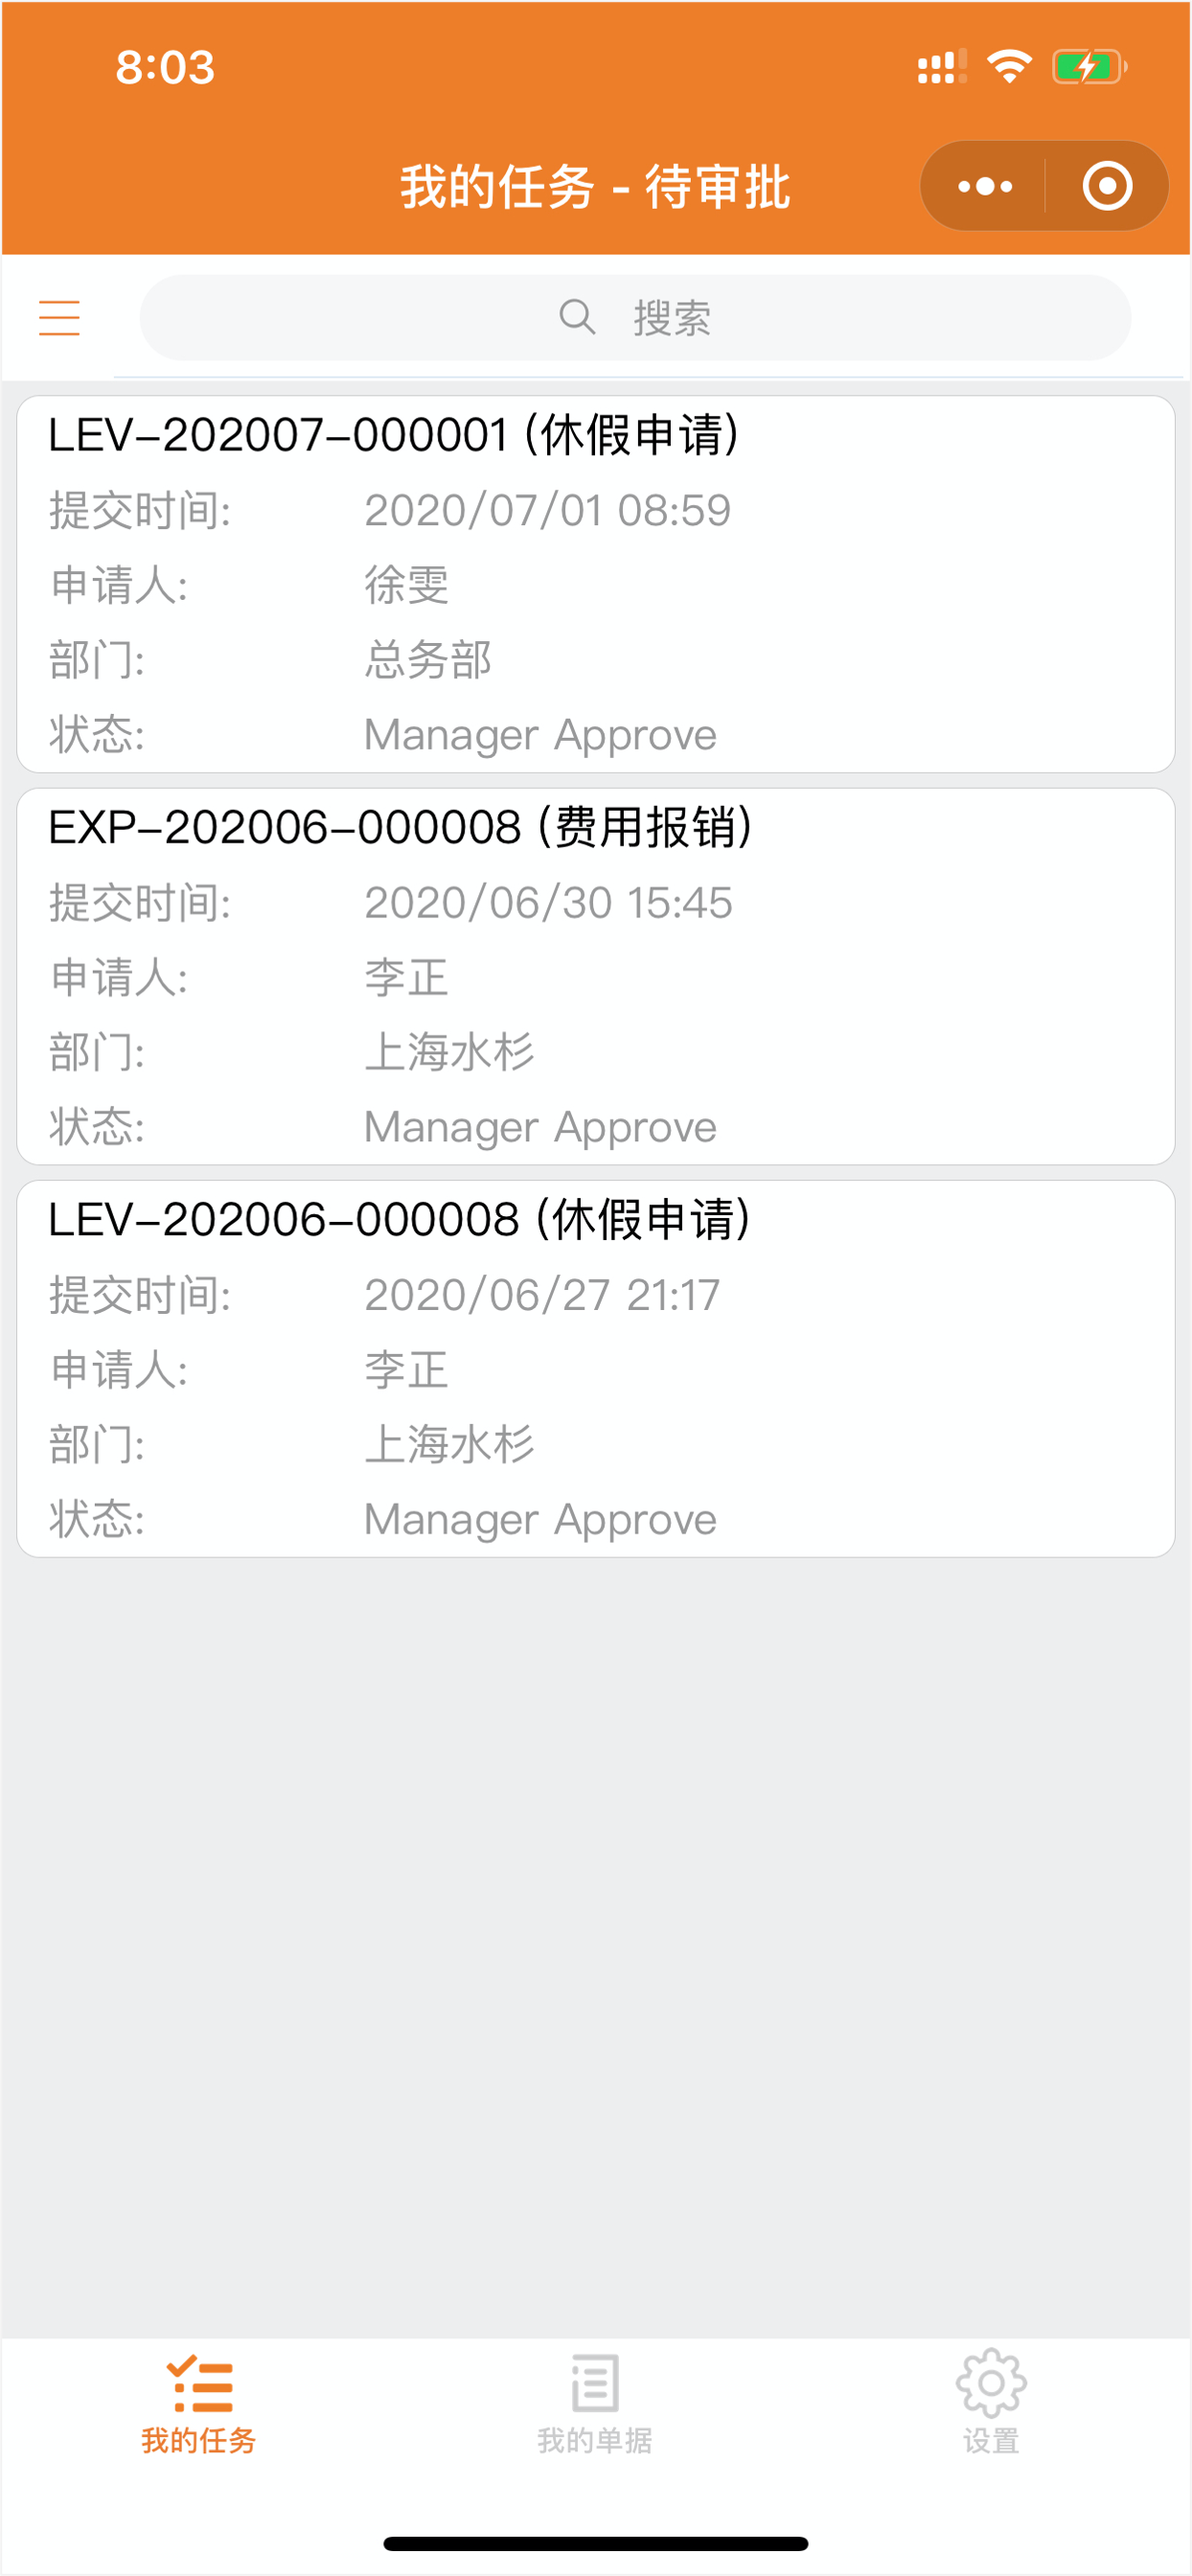 8:03
我的任务 - 待审批
搜索
LEV-202007-000001 (休假申请)
提交时间: 2020/07/01 08:59
申请人: 徐雯
部门: 总务部
状态: Manager Approve
EXP-202006-000008 (费用报销)
提交时间: 2020/06/30 15:45
申请人: 李正
部门: 上海水杉
状态: Manager Approve
LEV-202006-000008 (休假申请)
提交时间: 2020/06/27 21:17
申请人: 李正
部门: 上海水杉
状态: Manager Approve
我的任务 我的单据 设置